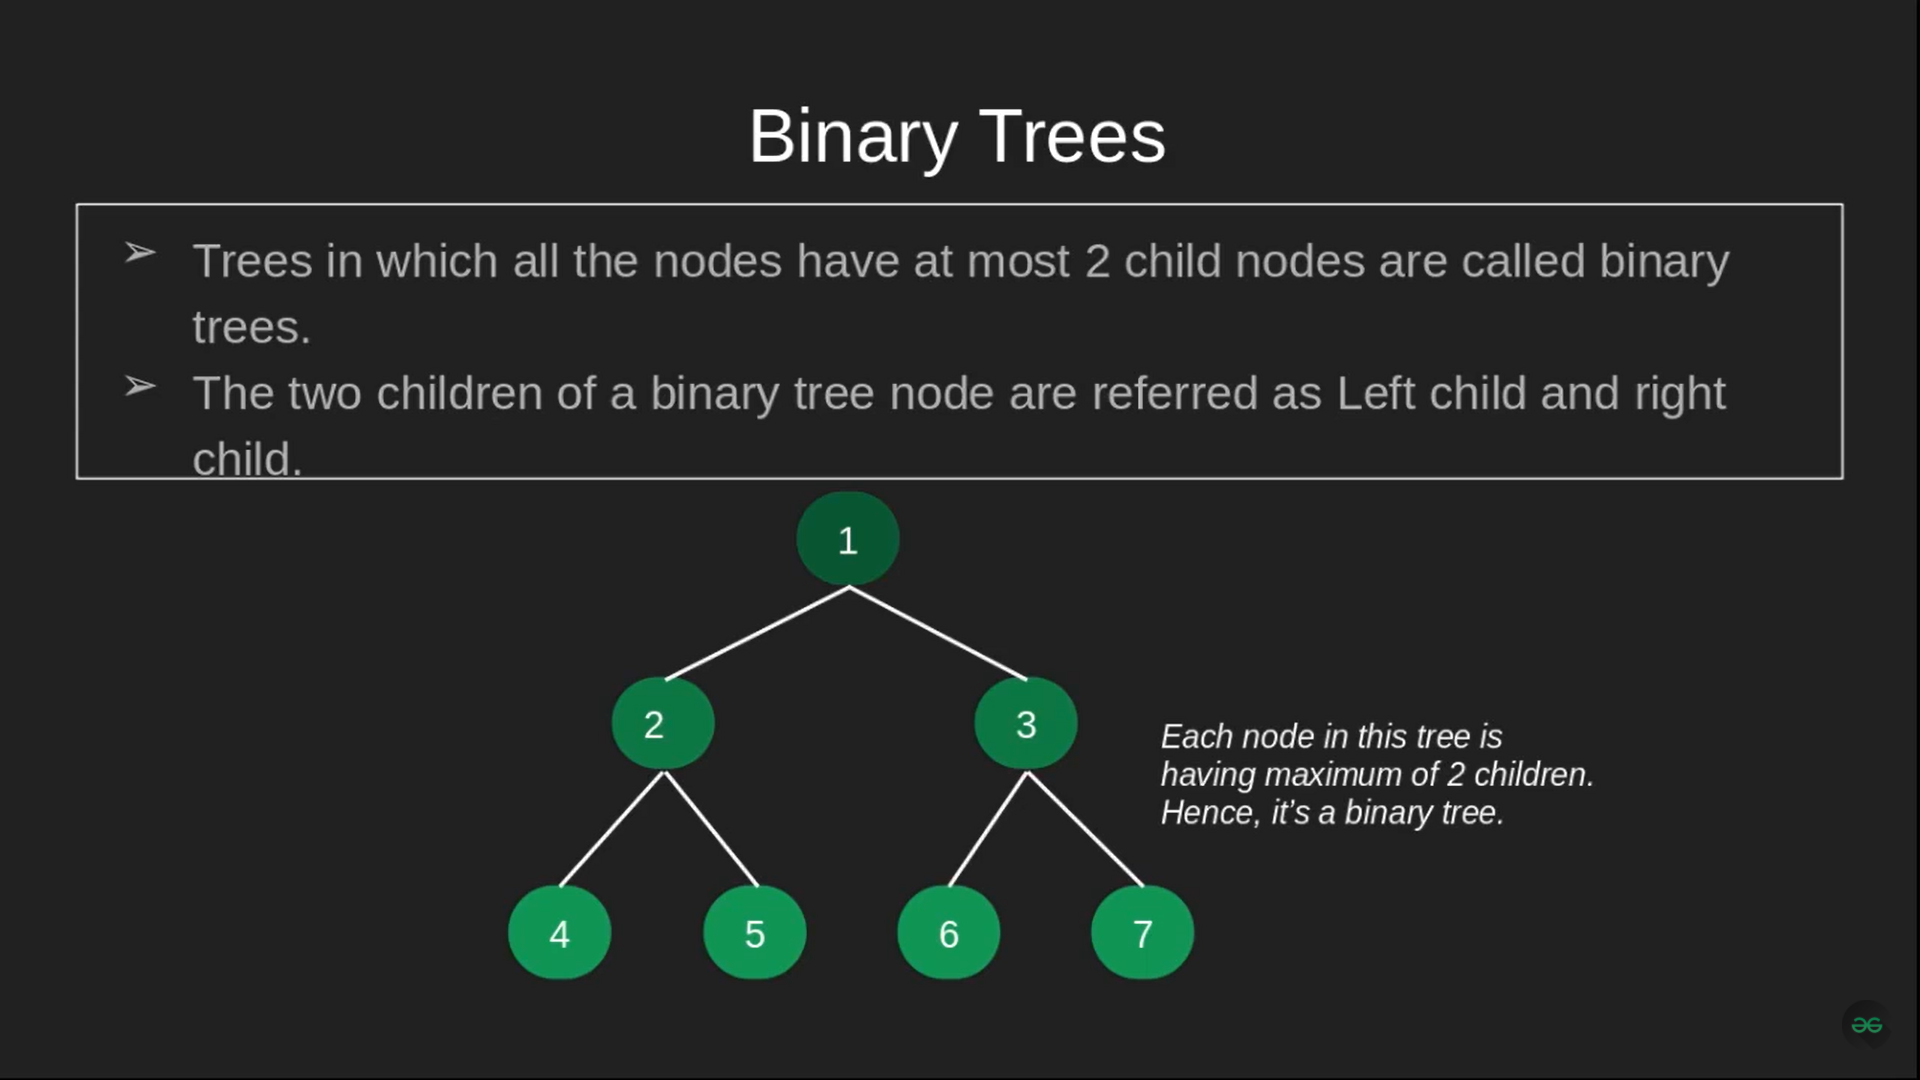 Binary Trees
➢ Trees in which all the nodes have at most 2 child nodes are called binary
trees.
➢ The two children of a binary tree node are referred as Left child and right
child.
1
2 3
Each node in this tree is
having maximum of 2 children.
Hence, it’s a binary tree.
4 5 6 7